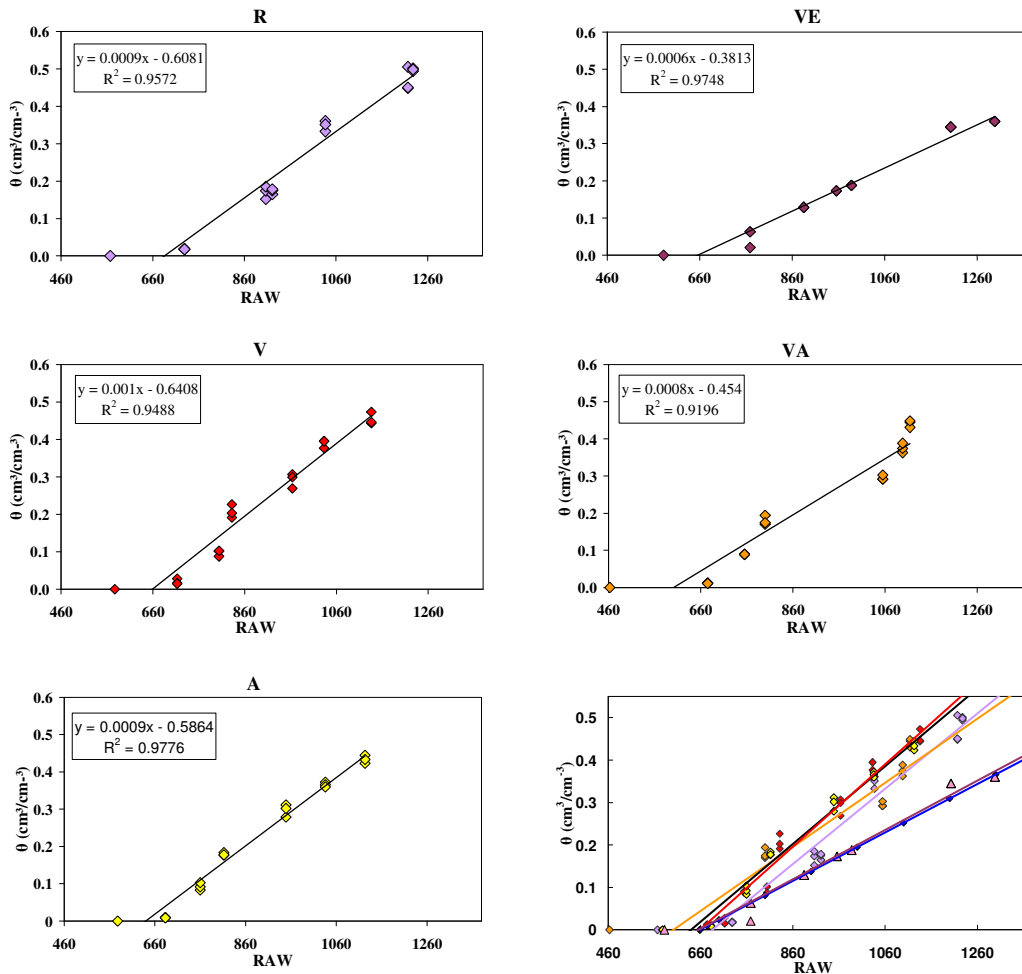 R
VE
0.6
0.5
0.4
0.3
0.2
0.1
0.0
θ (cm³/cm-³)
y = 0.0009x - 0.6081
R² = 0.9572
460 660 860 1060 1260
RAW
0.6
0.5
0.4
0.3
0.2
0.1
0.0
θ (cm³/cm-³)
y = 0.0006x - 0.3813
R² = 0.9748
460 660 860 1060 1260
RAW
V
VA
0.6
0.5
0.4
0.3
0.2
0.1
0.0
θ (cm³/cm-³)
y = 0.001x - 0.6408
R² = 0.9488
460 660 860 1060 1260
RAW
0.6
0.5
0.4
0.3
0.2
0.1
0.0
θ (cm³/cm-³)
y = 0.0008x - 0.454
R² = 0.9196
460 660 860 1060 1260
RAW
A
0.6
0.5
0.4
0.3
0.2
0.1
0
θ (cm³/cm-³)
y = 0.0009x - 0.5864
R² = 0.9776
460 660 860 1060 1260
RAW
0.5
0.4
0.3
0.2
0.1
0
θ (cm³/cm⁻³)
460 660 860 1060 1260
RAW